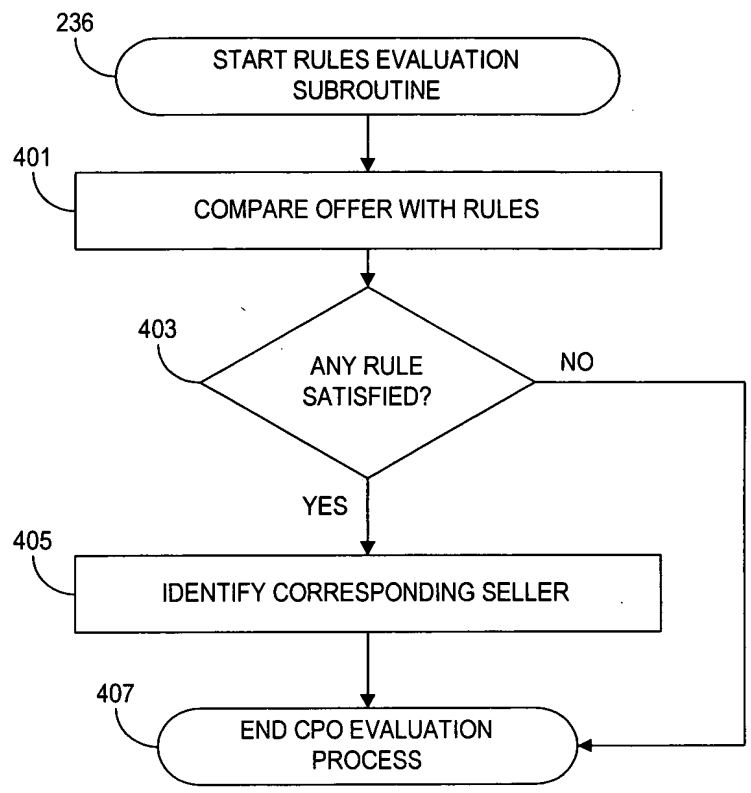 236
START RULES EVALUATION
SUBROUTINE
401
COMPARE OFFER WITH RULES
403
ANY RULE
SATISFIED?
NO
YES
405
IDENTIFY CORRESPONDING SELLER
407
END CPO EVALUATION
PROCESS